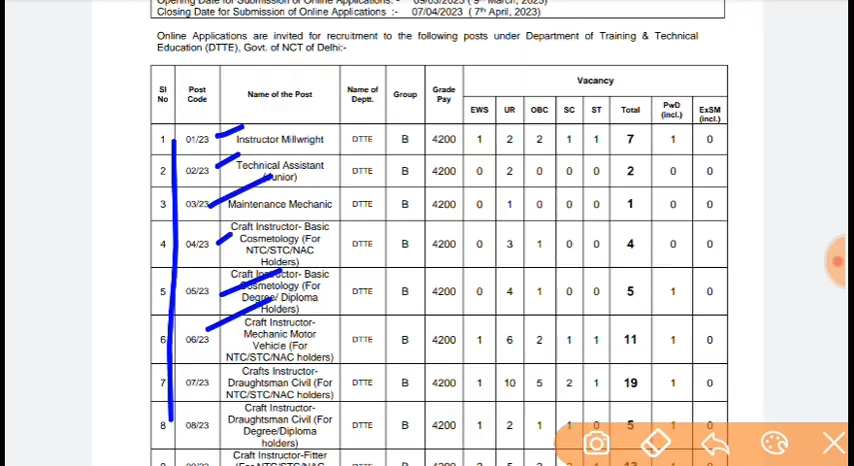 Opening Date for Submission of Online Applications: - 09/03/2023 ( 9th March, 2023)
Closing Date for Submission of Online Applications :- 07/04/2023 ( 7th April, 2023)
Online Applications are invited for recruitment to the following posts under Department of Training & Technical
Education (DTTE), Govt. of NCT of Delhi:-
Sl No Post Code Name of the Post Name of Deptt. Group Grade Pay Vacancy
EWS UR OBC SC ST Total PwD (incl.) ExSM (incl.)
1 01/23 Instructor Millwright DTTE B 4200 1 2 2 1 1 7 1 0
2 02/23 Technical Assistant (Junior) DTTE B 4200 0 2 0 0 0 2 0 0
3 03/23 Maintenance Mechanic DTTE B 4200 0 1 0 0 0 1 0 0
4 04/23 Craft Instructor- Basic Cosmetology (For NTC/STC/NAC Holders) DTTE B 4200 0 3 1 0 0 4 0 0
5 05/23 Craft Instructor- Basic Cosmetology (For Degree/ Diploma Holders) DTTE B 4200 0 4 1 0 0 5 1 0
6 06/23 Craft Instructor- Mechanic Motor Vehicle (For NTC/STC/NAC holders) DTTE B 4200 1 6 2 1 1 11 1 0
7 07/23 Crafts Instructor- Draughtsman Civil (For NTC/STC/NAC holders) DTTE B 4200 1 10 5 2 1 19 1 0
8 08/23 Craft Instructor- Draughtsman Civil (For Degree/Diploma holders) DTTE B 4200 1 2 1 1 0 5 1 0
Craft Instructor-Fitter